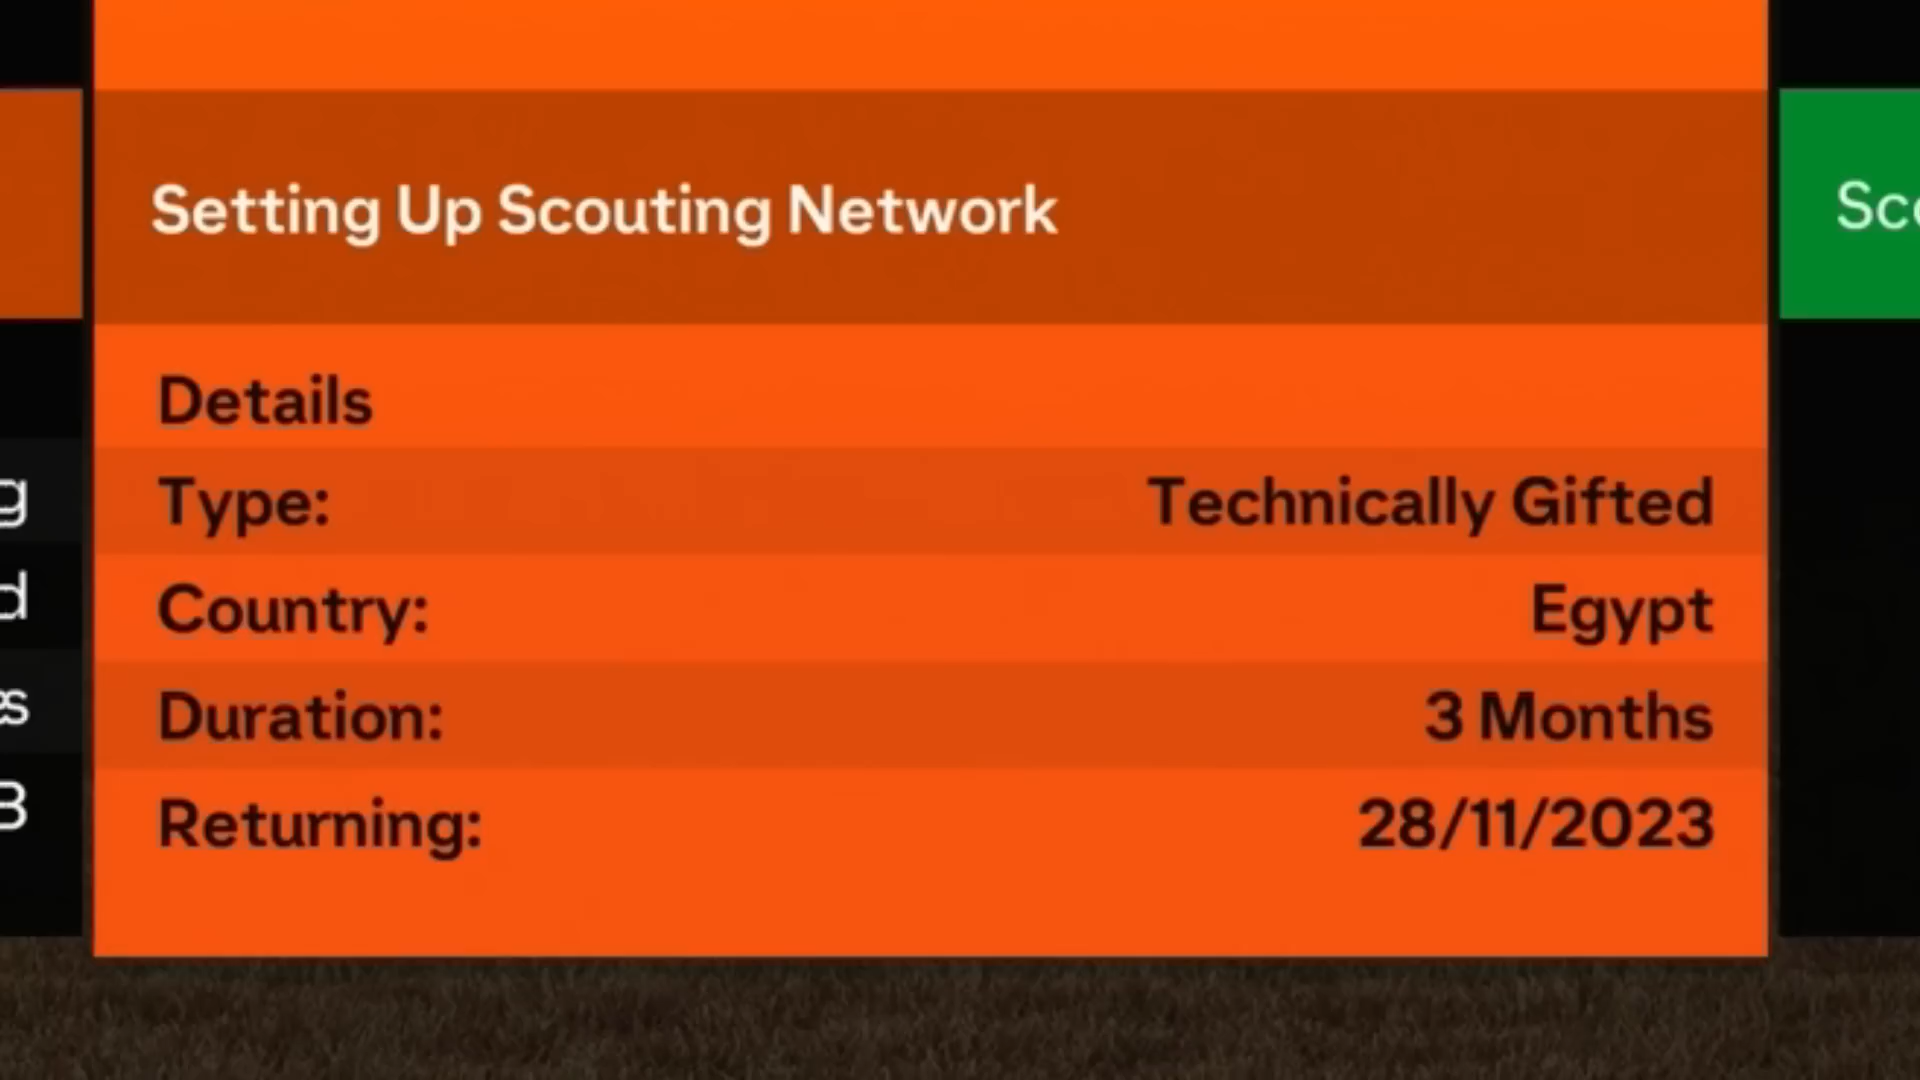 Setting Up Scouting Network
Details
Type: Technically Gifted
Country: Egypt
Duration: 3 Months
Returning: 28/11/2023